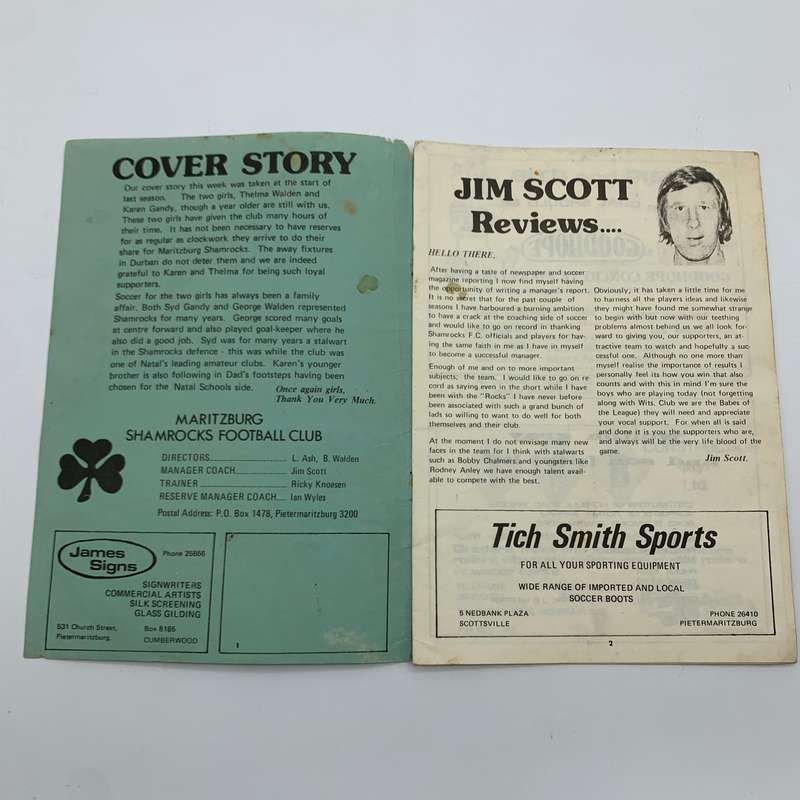 COVER STORY
Our cover story this week was taken at the start of
last season. The two girls, Thelma Walden and
Karen Gandy, though a year older are still with us.
These two girls have given the club many hours of
their time. It has not been necessary to have reserves
for as regular as clockwork they arrive to do their
share for Maritzburg Shamrocks. The away fixtures
in Durban do not deter them and we are indeed
grateful to Karen and Thelma for being such loyal
supporters.
Soccer for the two girls has always been a family
affair. Both Syd Gandy and George Walden represented
Shamrocks for many years. George scored many goals
at centre forward and also played goal-keeper where he
also did a good job. Syd was for many years a stalwart
in the Shamrocks defence - this was while the club was
one of Natal's leading amateur clubs. Karen's younger
brother is also following in Dad's footsteps having been
chosen for the Natal Schools side.
Once again girls,
Thank You Very Much.
MARITZBURG
SHAMROCKS FOOTBALL CLUB
DIRECTORS L. Ash, B. Walden
MANAGER COACH Jim Scott
TRAINER Ricky Knoesen
RESERVE MANAGER COACH Ian Wyles
Postal Address: P.O. Box 1478, Pietermaritzburg 3200
James
Signs
Phone 25666
SIGNWRITERS
COMMERCIAL ARTISTS
SILK SCREENING
GLASS GILDING
531 Church Street,
Pietermaritzburg.
Box 8185
CUMBERWOOD
1
JIM SCOTT
Reviews....
HELLO THERE,
After having a taste of newspaper and soccer
magazine reporting I now find myself having
the opportunity of writing a manager's report.
It is no secret that for the past couple of
seasons I have harboured a burning ambition
to have a crack at the coaching side of soccer
and would like to go on record in thanking
Shamrocks F.C. officials and players for hav-
ing the same faith in me as I have in myself
to become a successful manager.
Enough of me and on to more important
subjects; the team. I would like to go on re
cord as saying even in the short while I have
been with the "Rocks" I have never before
been associated with such a grand bunch of
lads so willing to want to do well for both
themselves and their club.
At the moment I do not envisage many new
faces in the team for I think with stalwarts
such as Bobby Chalmers and youngsters like
Rodney Anley we have enough talent avail-
able to compete with the best.
Obviously, it has taken a little time for me
to harness all the players ideas and likewise
they might have found me somewhat strange
to begin with but now with our teething
problems almost behind us we all look for-
ward to giving you, our supporters, an at-
tractive team to watch and hopefully a suc-
cessful one. Although no one more than
myself realise the importance of results I
personally feel its how you win that also
counts and with this in mind I'm sure the
boys who are playing today (not forgetting
along with Wits. Club we are the Babes of
the League) they will need and appreciate
your vocal support. For when all is said
and done it is you the supporters who are,
and always will be the very life blood of the
game.
Jim Scott.
Tich Smith Sports
FOR ALL YOUR SPORTING EQUIPMENT
WIDE RANGE OF IMPORTED AND LOCAL
SOCCER BOOTS
5 NEDBANK PLAZA
SCOTTSVILLE
PHONE 26410
PIETERMARITZBURG
2